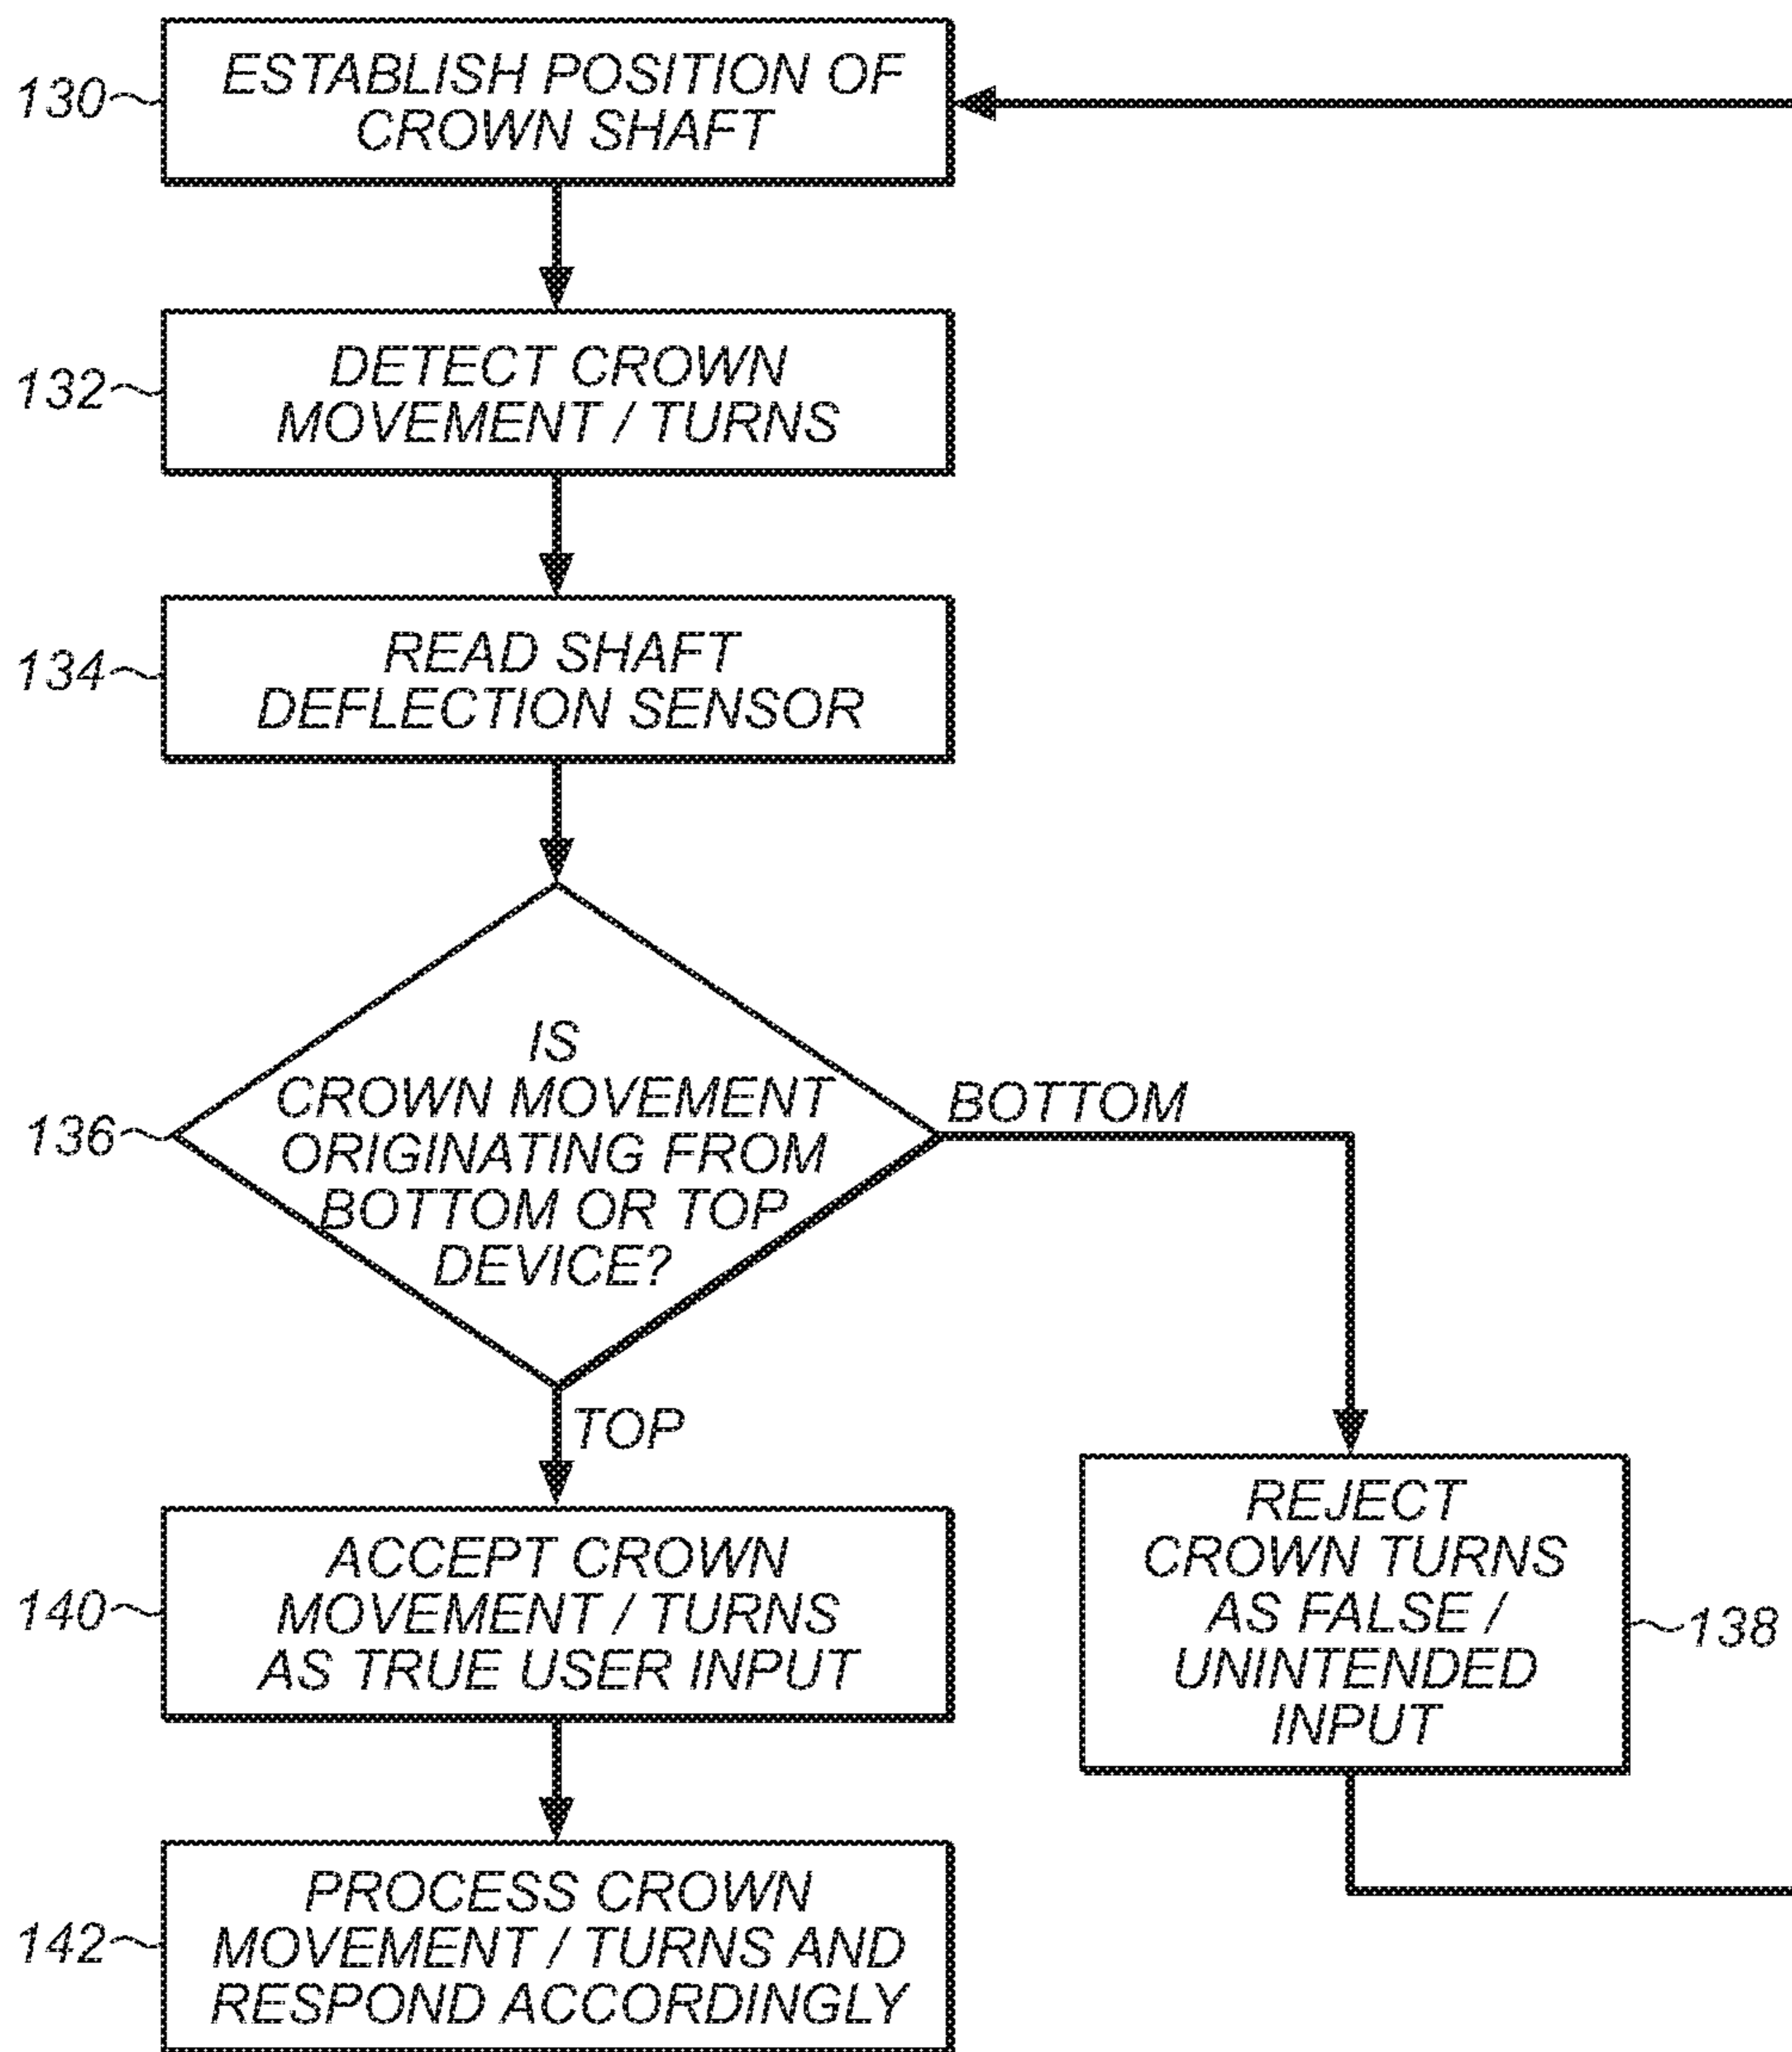 130
ESTABLISH POSITION OF
CROWN SHAFT
132
DETECT CROWN
MOVEMENT / TURNS
134
READ SHAFT
DEFLECTION SENSOR
136
IS
CROWN MOVEMENT
ORIGINATING FROM
BOTTOM OR TOP
DEVICE?
BOTTOM
TOP
140
ACCEPT CROWN
MOVEMENT / TURNS
AS TRUE USER INPUT
REJECT
CROWN TURNS
AS FALSE /
UNINTENDED
INPUT
138
142
PROCESS CROWN
MOVEMENT / TURNS AND
RESPOND ACCORDINGLY